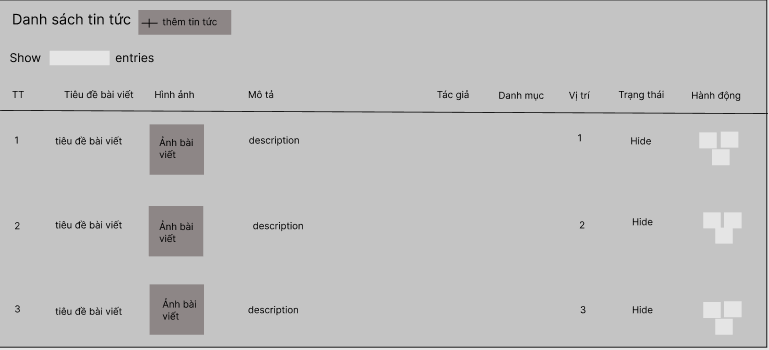 Danh sách tin tức
thêm tin tức
Show entries
TT Tiêu đề bài viết Hình ảnh Mô tả Tác giả Danh mục Vị trí Trạng thái Hành động
1 tiêu đề bài viết Ảnh bài description 1 Hide
viết
2 tiêu đề bài viết Ảnh bài description 2 Hide
viết
3 tiêu đề bài viết Ảnh bài description 3 Hide
viết